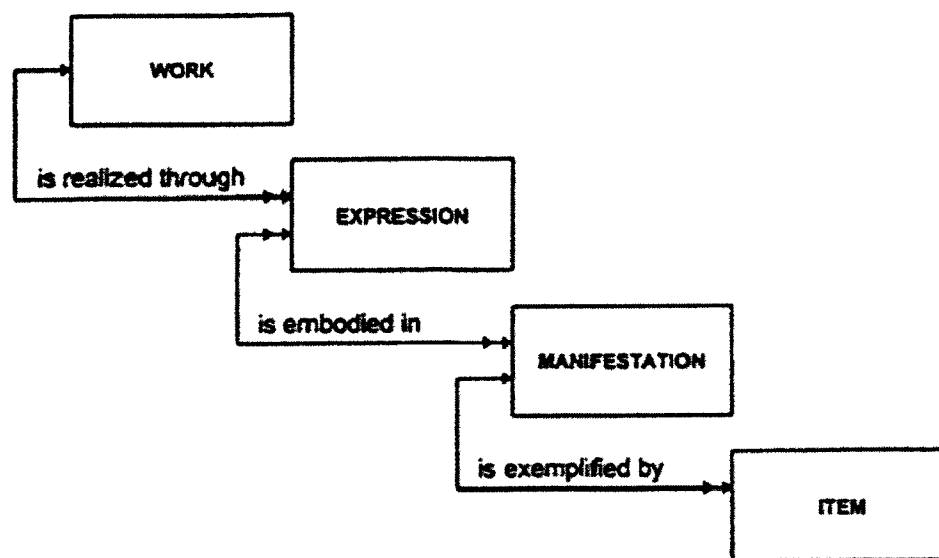 WORK
is realized through
EXPRESSION
is embodied in
MANIFESTATION
is exemplified by
ITEM